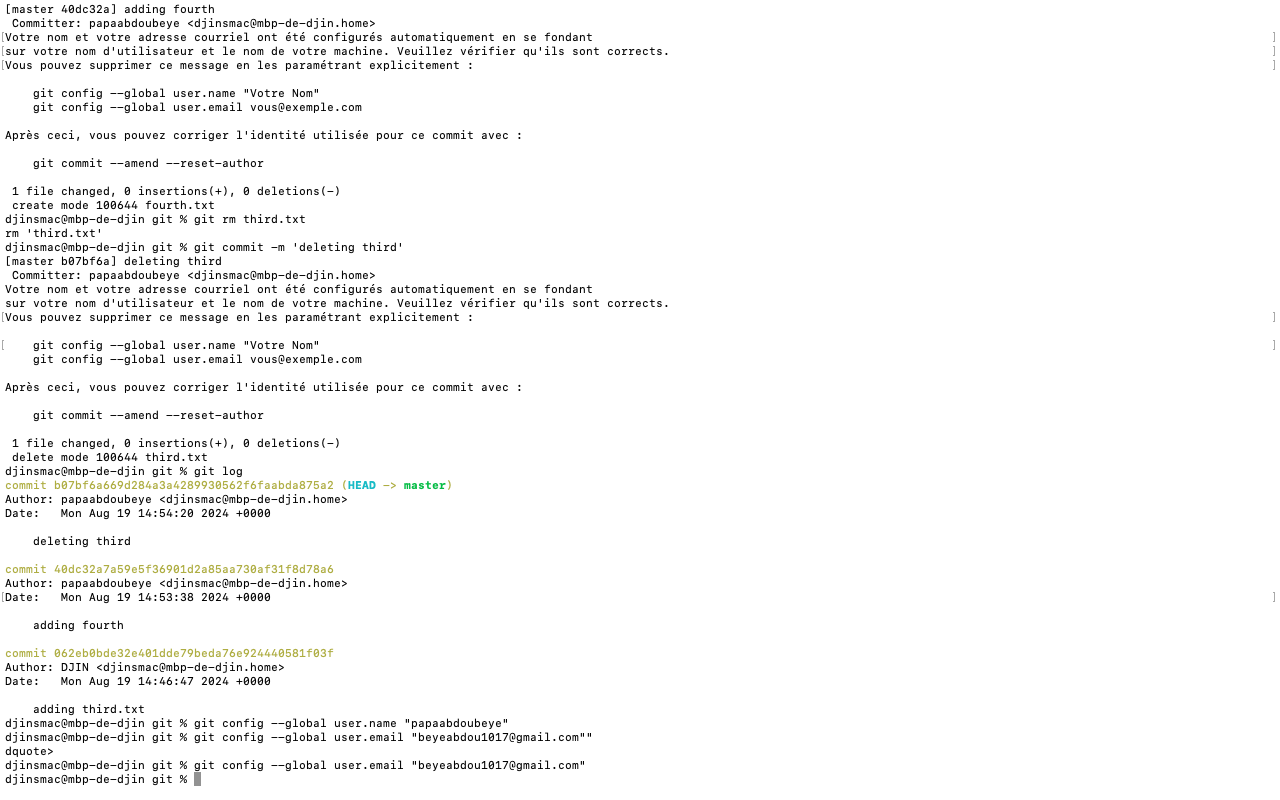 [master 40dc32a] adding fourth
 Committer: papaabdoubeye <djinsmac@mbp-de-djin.home>
Votre nom et votre adresse courriel ont été configurés automatiquement en se fondant
sur votre nom d'utilisateur et le nom de votre machine. Veuillez vérifier qu'ils sont corrects.
Vous pouvez supprimer ce message en les paramétrant explicitement :

    git config --global user.name "Votre Nom"
    git config --global user.email vous@exemple.com

Après ceci, vous pouvez corriger l'identité utilisée pour ce commit avec :

    git commit --amend --reset-author

 1 file changed, 0 insertions(+), 0 deletions(-)
 create mode 100644 fourth.txt
djinsmac@mbp-de-djin git % git rm third.txt
rm 'third.txt'
djinsmac@mbp-de-djin git % git commit -m 'deleting third'
[master b07bf6a] deleting third
 Committer: papaabdoubeye <djinsmac@mbp-de-djin.home>
Votre nom et votre adresse courriel ont été configurés automatiquement en se fondant
sur votre nom d'utilisateur et le nom de votre machine. Veuillez vérifier qu'ils sont corrects.
Vous pouvez supprimer ce message en les paramétrant explicitement :

    git config --global user.name "Votre Nom"
    git config --global user.email vous@exemple.com

Après ceci, vous pouvez corriger l'identité utilisée pour ce commit avec :

    git commit --amend --reset-author

 1 file changed, 0 insertions(+), 0 deletions(-)
 delete mode 100644 third.txt
djinsmac@mbp-de-djin git % git log
commit b07bf6a669d284a3a4289930562f6faabda875a2 (HEAD -> master)
Author: papaabdoubeye <djinsmac@mbp-de-djin.home>
Date:   Mon Aug 19 14:54:20 2024 +0000

    deleting third

commit 40dc32a7a59e5f36901d2a85aa730af31f8d78a6
Author: papaabdoubeye <djinsmac@mbp-de-djin.home>
Date:   Mon Aug 19 14:53:38 2024 +0000

    adding fourth

commit 062eb0bde32e401dde79beda76e924440581f03f
Author: DJIN <djinsmac@mbp-de-djin.home>
Date:   Mon Aug 19 14:46:47 2024 +0000

    adding third.txt
djinsmac@mbp-de-djin git % git config --global user.name "papaabdoubeye"
djinsmac@mbp-de-djin git % git config --global user.email "beyeabdou1017@gmail.com""
dquote>
djinsmac@mbp-de-djin git % git config --global user.email "beyeabdou1017@gmail.com"
djinsmac@mbp-de-djin git %